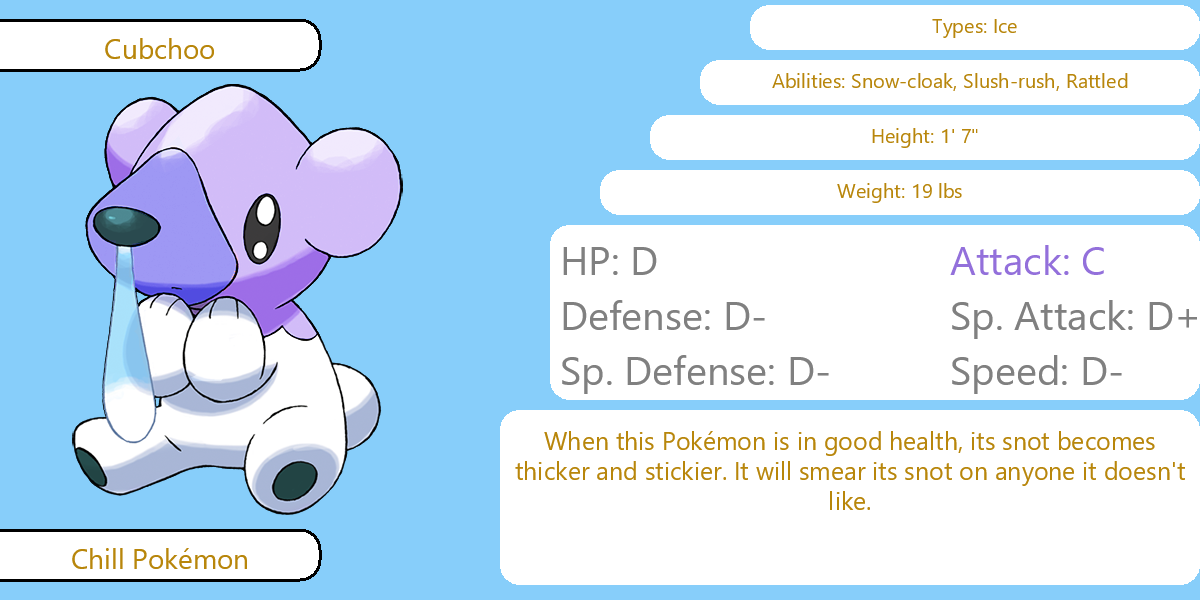 Cubchoo
Chill Pokémon
Types: Ice
Abilities: Snow-cloak, Slush-rush, Rattled
Height: 1' 7"
Weight: 19 lbs
HP: D
Attack: C
Defense: D-
Sp. Attack: D+
Sp. Defense: D-
Speed: D-
When this Pokémon is in good health, its snot becomes
thicker and stickier. It will smear its snot on anyone it doesn't
like.